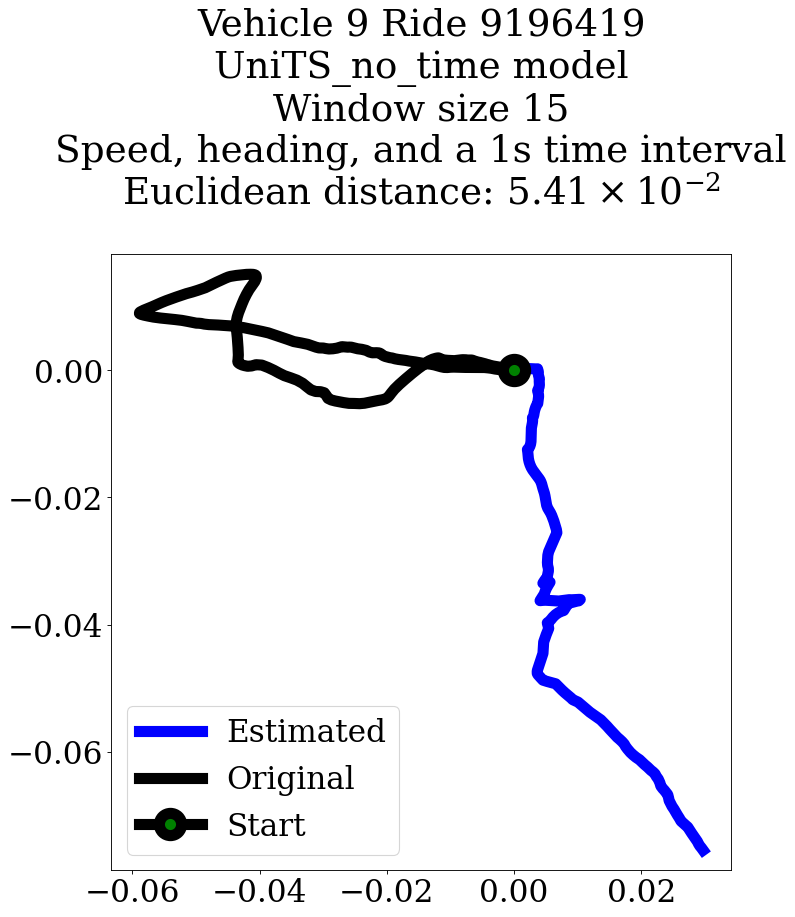 Vehicle 9 Ride 9196419
UniTS_no_time model
Window size 15
Speed, heading, and a 1s time interval
Euclidean distance: 5.41 × 10⁻²
0.00
−0.02
−0.04
−0.06
Estimated
Original
Start
−0.06 −0.04 −0.02 0.00 0.02